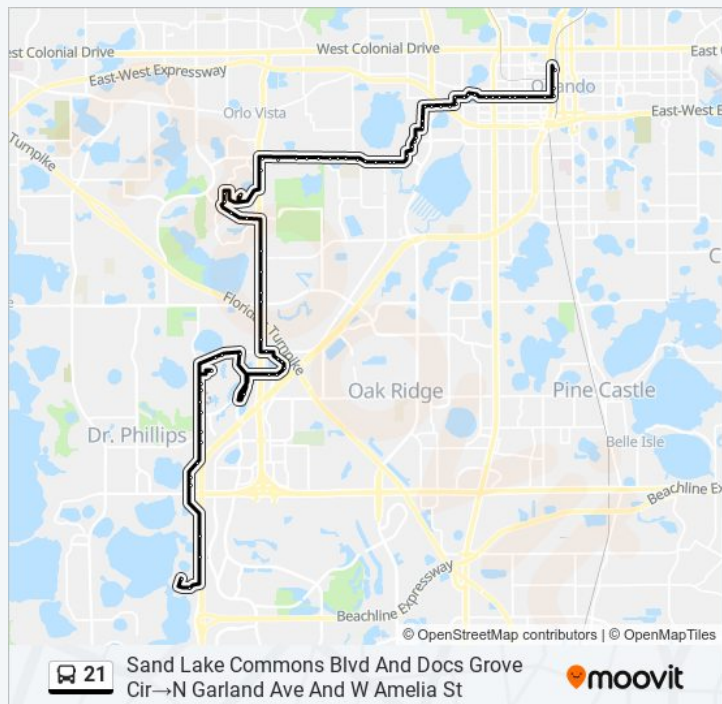 West Colonial Drive
est Colonial Drive
East C
East-West Expressway
Orlando
Orlo Vista
East-West E
Turnpike
C
Florida's Turnpike
Oak Ridge
Pine Castle
Dr. Phillips
Belle Isle
Beachline Ex
Beachline Expressway
© OpenStreetMap contributors | © OpenMapTiles
21
Sand Lake Commons Blvd And Docs Grove
Cir→N Garland Ave And W Amelia St
moovit